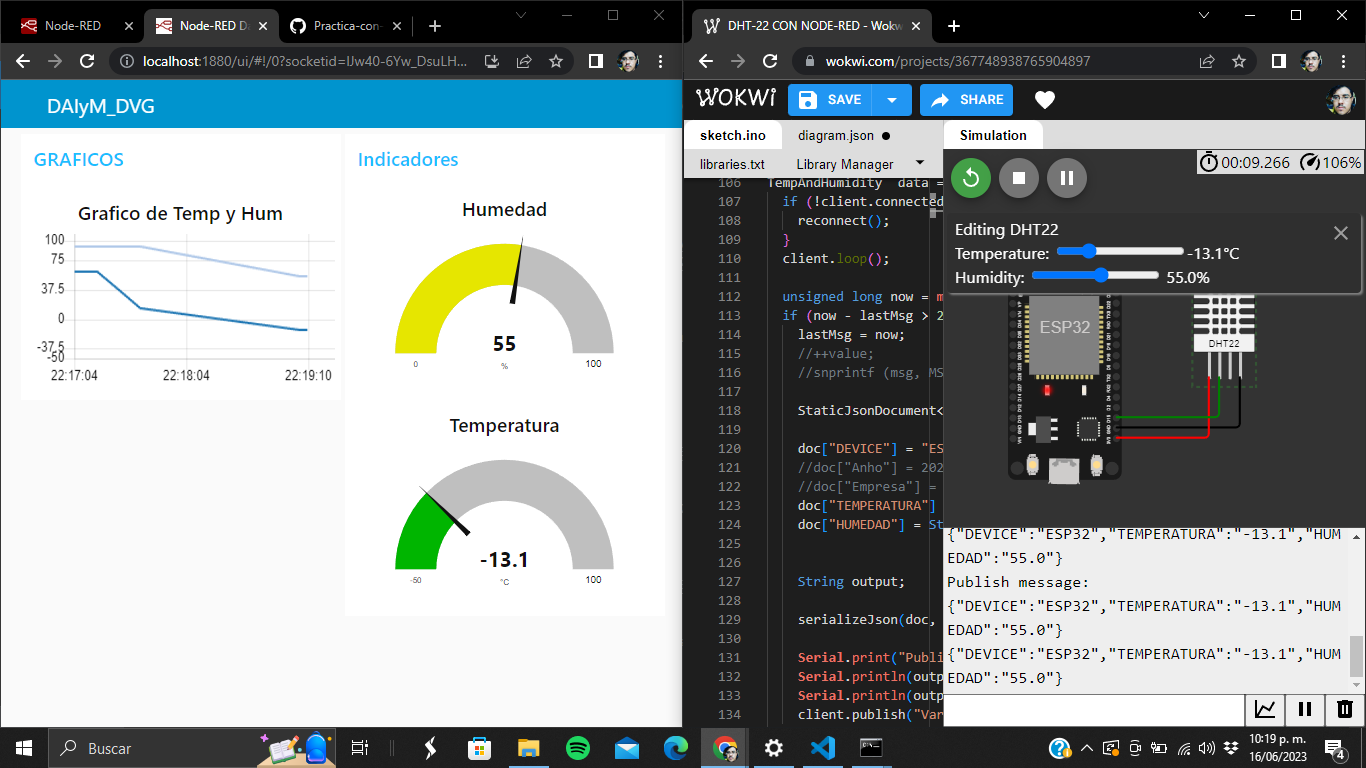 Node-RED
Node-RED D
Practica-con-
localhost:1880/ui/#!/0?socketid=IJw40-6Yw_DsuLH...
DAIyM_DVG
GRAFICOS
Grafico de Temp y Hum
100
75
37.5
0
-37.5
-50
22:17:04
22:18:04
22:19:10
Indicadores
Humedad
55
%
0
100
Temperatura
-13.1
°C
-50
100
DHT-22 CON NODE-RED - Wokw
wokwi.com/projects/367748938765904897
WOKWI
SAVE
SHARE
sketch.ino
diagram.json ●
libraries.txt
Library Manager
106 TempAndHumidity data =
107 if (!client.connected
108 reconnect();
109 }
110 client.loop();
111
112 unsigned long now = m
113 if (now - lastMsg > 2
114 lastMsg = now;
115 //++value;
116 //snprintf (msg, MS
117
118 StaticJsonDocument<
119
120 doc["DEVICE"] = "ES
121 //doc["Anho"] = 202
122 //doc["Empresa"] =
123 doc["TEMPERATURA"]
124 doc["HUMEDAD"] = St
125
126
127 String output;
128
129 serializeJson(doc,
130
131 Serial.print("Publi
132 Serial.println(outp
133 Serial.println(outp
134 client.publish("Var
Simulation
00:09.266
106%
Editing DHT22
Temperature:
-13.1°C
Humidity:
55.0%
ESP32
DHT22
{"DEVICE":"ESP32","TEMPERATURA":"-13.1","HUM
EDAD":"55.0"}
Publish message:
{"DEVICE":"ESP32","TEMPERATURA":"-13.1","HUM
EDAD":"55.0"}
{"DEVICE":"ESP32","TEMPERATURA":"-13.1","HUM
EDAD":"55.0"}
Buscar
10:19 p. m.
16/06/2023
4